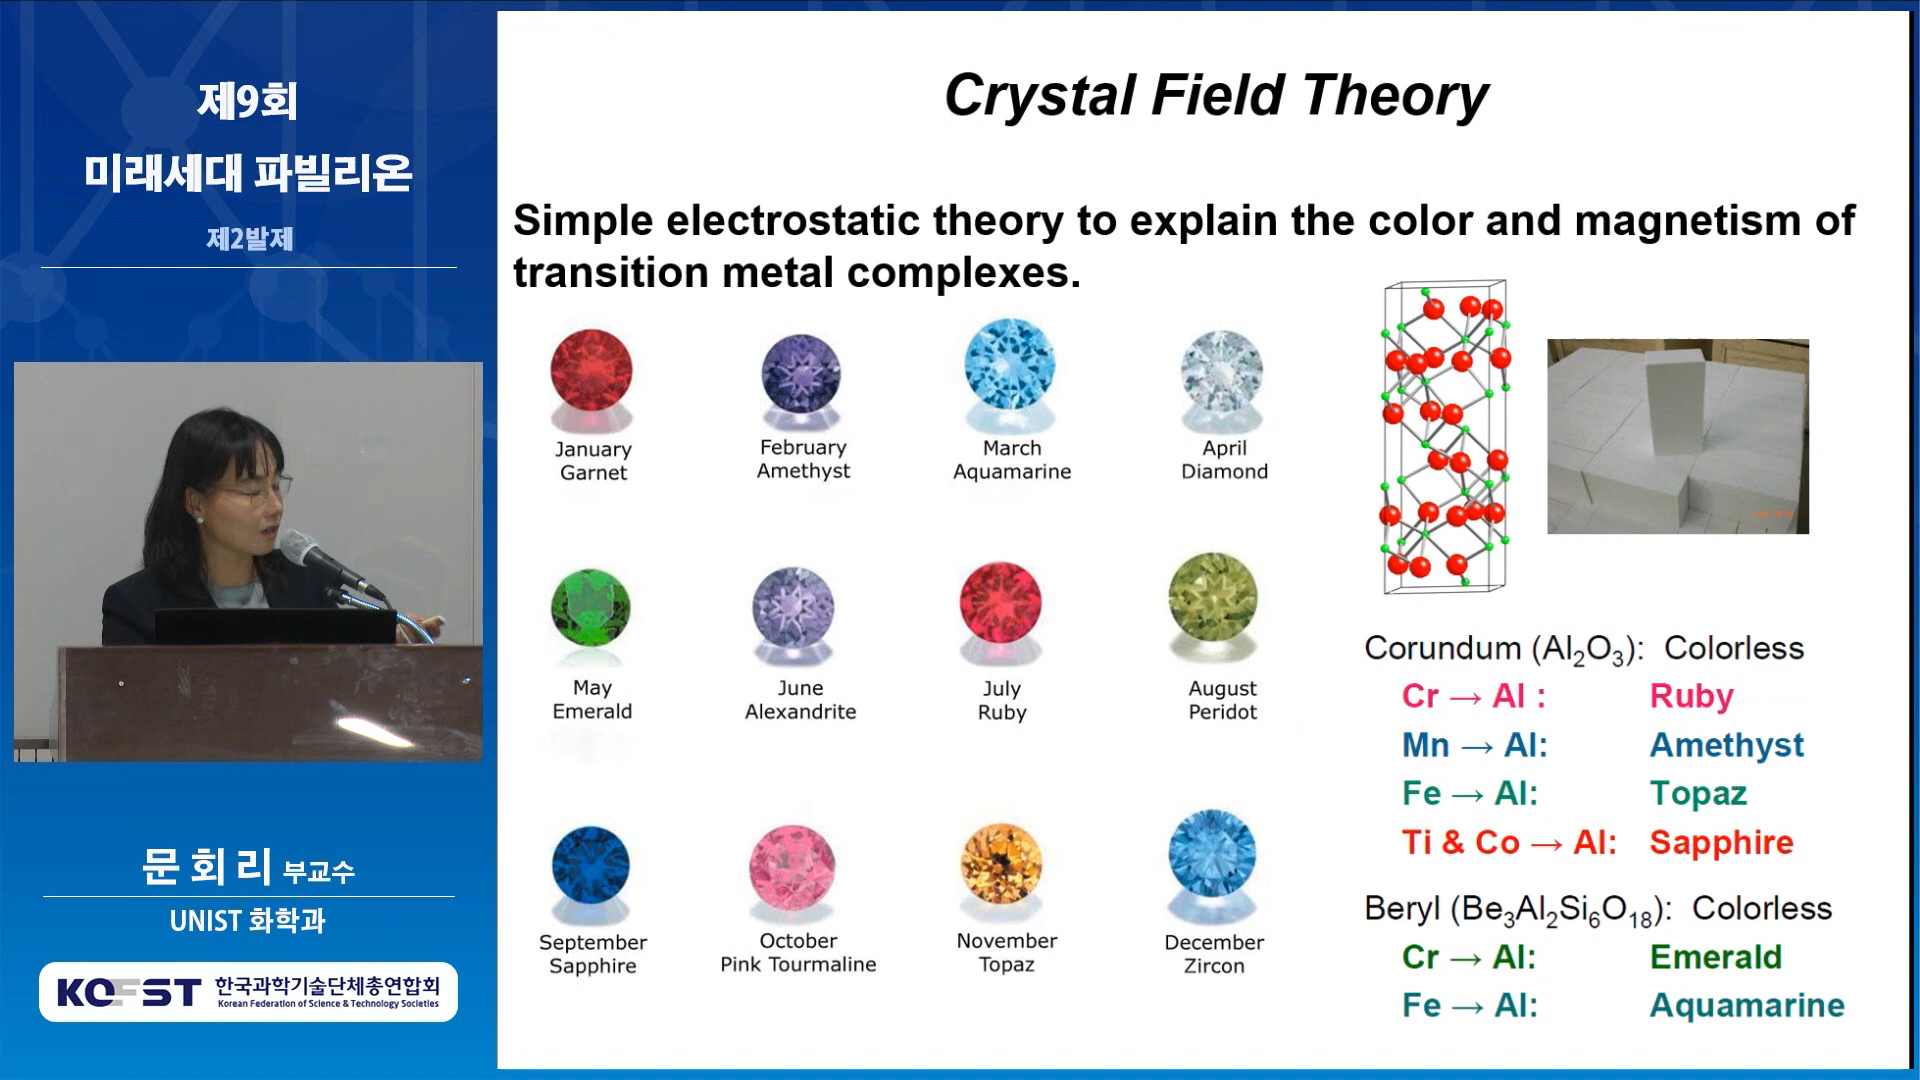 제9회
미래세대 파빌리온
제2발제
문 회 리 부교수
UNIST 화학과
KOFST 한국과학기술단체총연합회
Korean Federation of Science & Technology Societies
Crystal Field Theory
Simple electrostatic theory to explain the color and magnetism of
transition metal complexes.
January
Garnet
February
Amethyst
March
Aquamarine
April
Diamond
May
Emerald
June
Alexandrite
July
Ruby
August
Peridot
September
Sapphire
October
Pink Tourmaline
November
Topaz
December
Zircon
Corundum (Al₂O₃): Colorless
Cr → Al : Ruby
Mn → Al: Amethyst
Fe → Al: Topaz
Ti & Co → Al: Sapphire
Beryl (Be₃Al₂Si₆O₁₈): Colorless
Cr → Al: Emerald
Fe → Al: Aquamarine